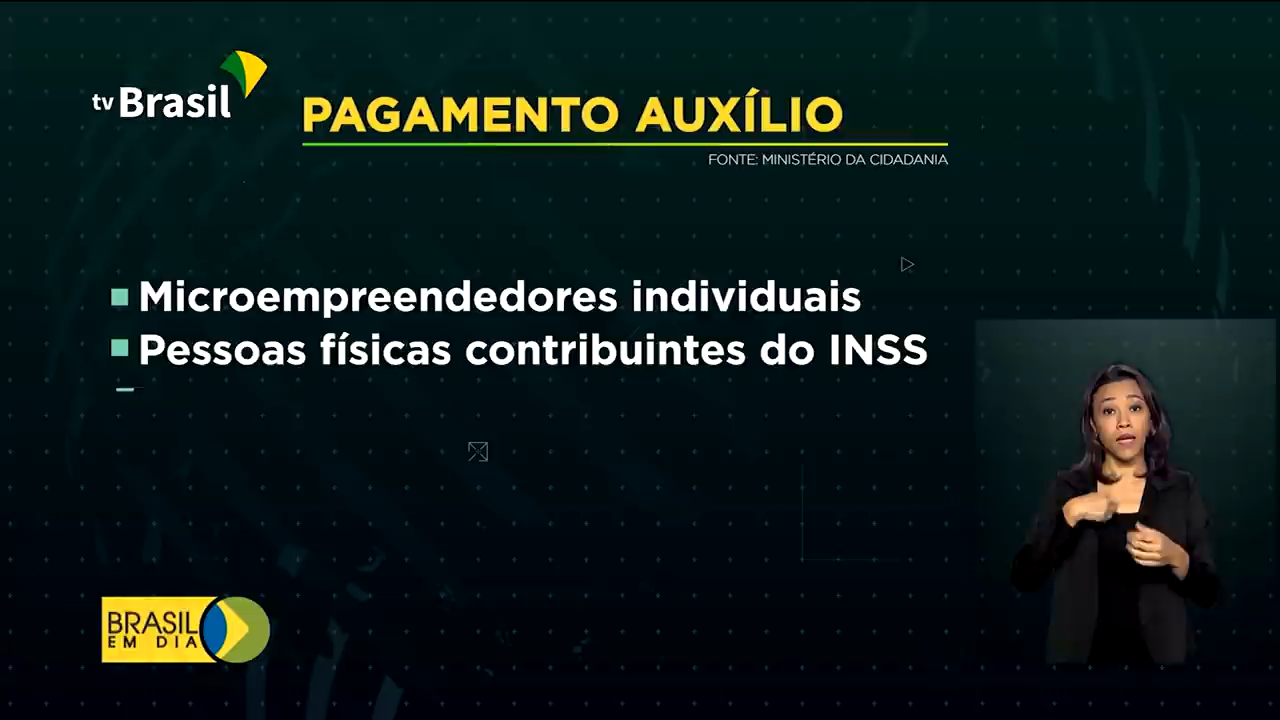 tv Brasil
PAGAMENTO AUXÍLIO
FONTE: MINISTÉRIO DA CIDADANIA
Microempreendedores individuais
Pessoas físicas contribuintes do INSS
BRASIL
EM DIA